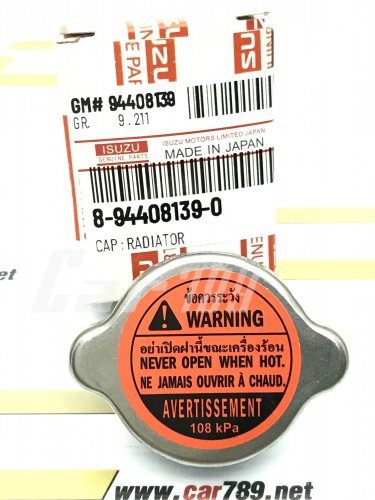 ISUZU
GENUINE PARTS
GM# 94408139
GR. 9.211
ISUZU
GENUINE PARTS
ISUZU MOTORS LIMITED JAPAN
MADE IN JAPAN
8-94408139-0
CAP : RADIATOR
ข้อควรระวัง
WARNING
อย่าเปิดฝานี้ขณะเครื่องร้อน
NEVER OPEN WHEN HOT.
NE JAMAIS OUVRIR À CHAUD.
AVERTISSEMENT
108 kPa
www.car789.net